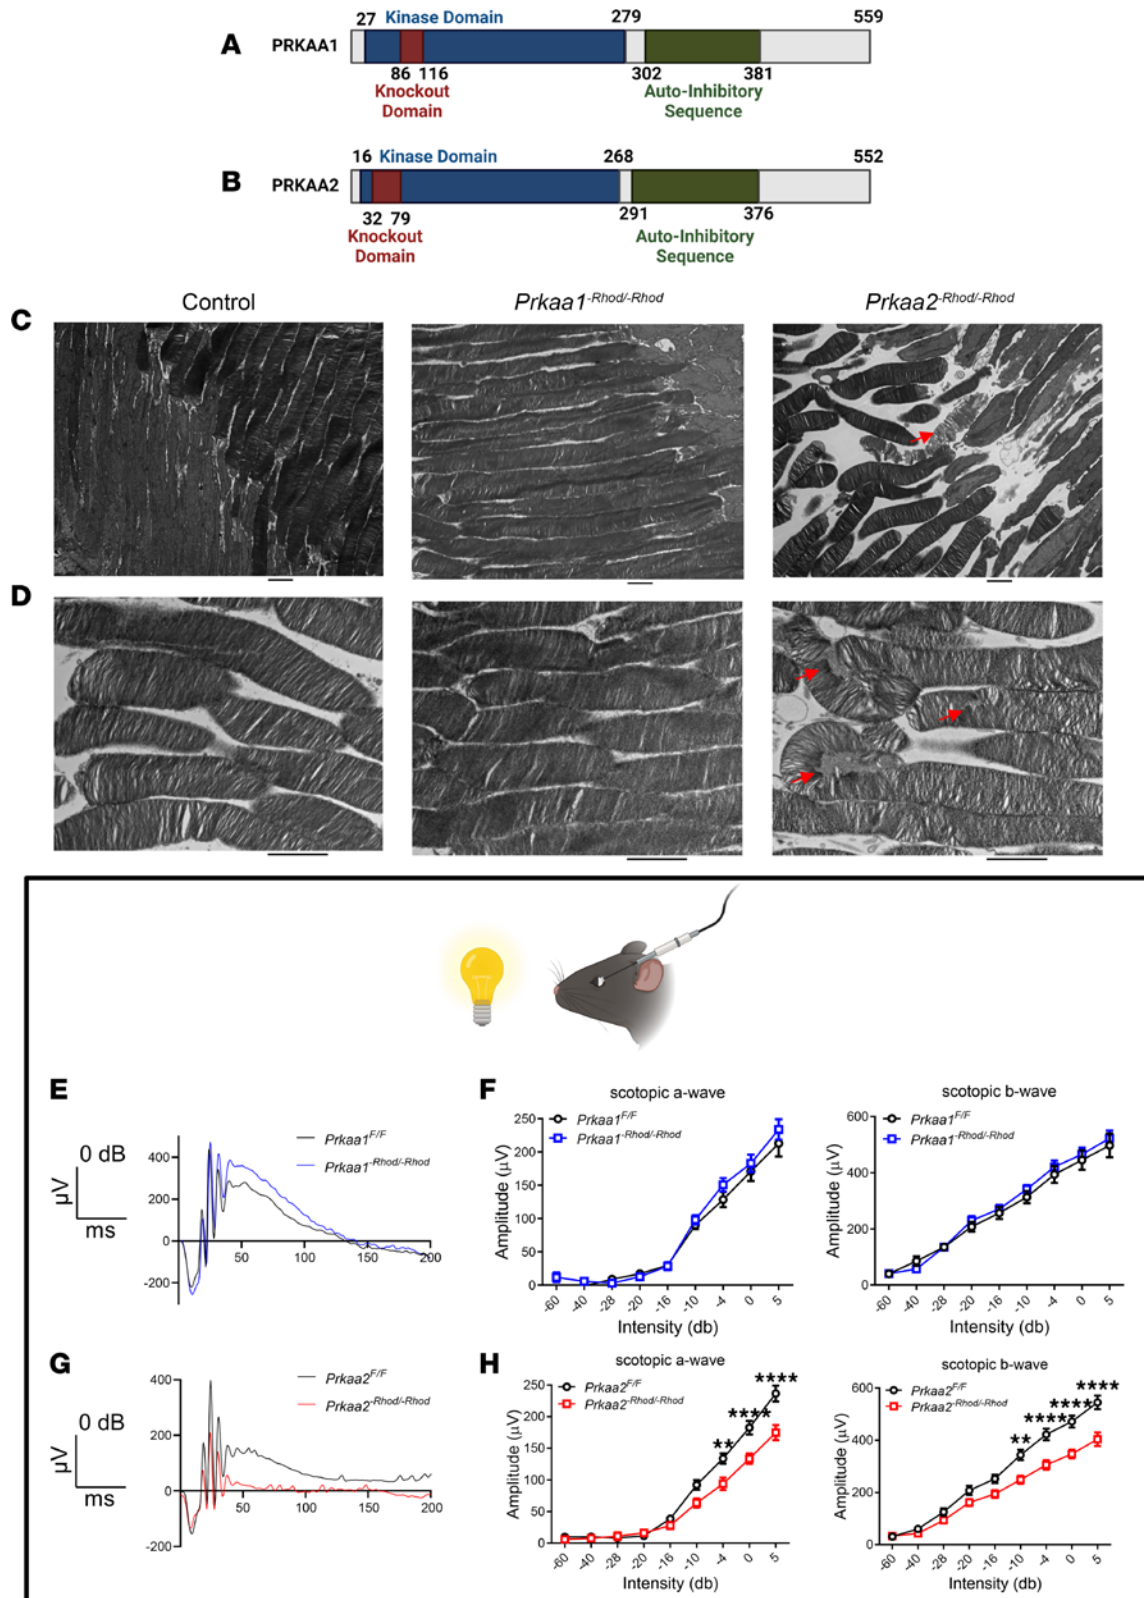 27 Kinase Domain 279 559
A PRKAA1
86 116 302 381
Knockout Domain
Auto-Inhibitory Sequence
16 Kinase Domain 268 552
B PRKAA2
32 79 291 376
Knockout Domain
Auto-Inhibitory Sequence
Control Prkaa1-Rhod/-Rhod Prkaa2-Rhod/-Rhod
C
D
E
0 dB
µV
ms
Prkaa1F/F
Prkaa1-Rhod/-Rhod
400
200
0
-200
50 100 150 200
F
scotopic a-wave
Prkaa1F/F
Prkaa1-Rhod/-Rhod
Amplitude (µV)
250
200
150
100
50
0
-60 -40 -28 -20 -16 -10 -4 0 5
Intensity (db)
scotopic b-wave
Prkaa1F/F
Prkaa1-Rhod/-Rhod
Amplitude (µV)
600
400
200
0
-60 -40 -28 -20 -16 -10 -4 0 5
Intensity (db)
G
0 dB
µV
ms
Prkaa2F/F
Prkaa2-Rhod/-Rhod
400
200
0
-200
50 100 150 200
H
scotopic a-wave
Prkaa2F/F
Prkaa2-Rhod/-Rhod
** **** ****
Amplitude (µV)
250
200
150
100
50
0
-60 -40 -28 -20 -16 -10 -4 0 5
Intensity (db)
scotopic b-wave
Prkaa2F/F
Prkaa2-Rhod/-Rhod
** **** **** ****
Amplitude (µV)
600
400
200
0
-60 -40 -28 -20 -16 -10 -4 0 5
Intensity (db)